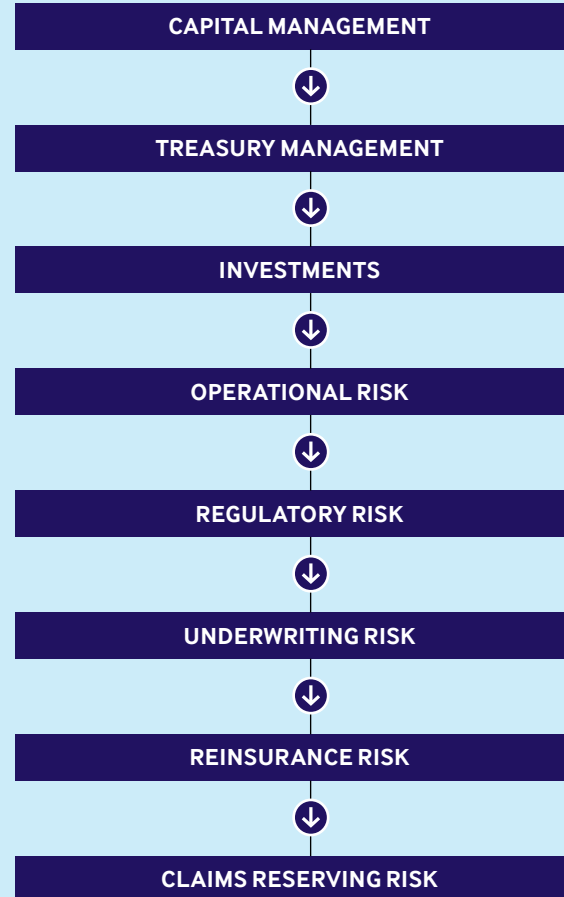 CAPITAL MANAGEMENT
TREASURY MANAGEMENT
INVESTMENTS
OPERATIONAL RISK
REGULATORY RISK
UNDERWRITING RISK
REINSURANCE RISK
CLAIMS RESERVING RISK